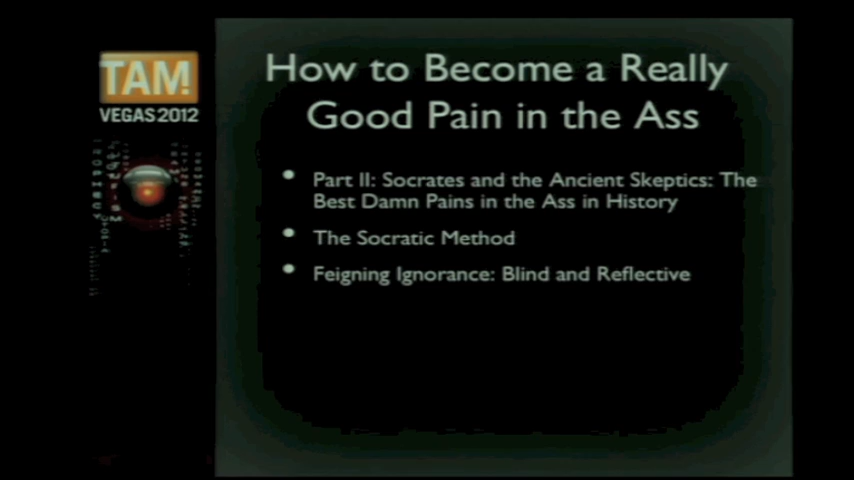 TAM!
VEGAS 2012
How to Become a Really
Good Pain in the Ass
• Part II: Socrates and the Ancient Skeptics: The
Best Damn Pains in the Ass in History
• The Socratic Method
• Feigning Ignorance: Blind and Reflective